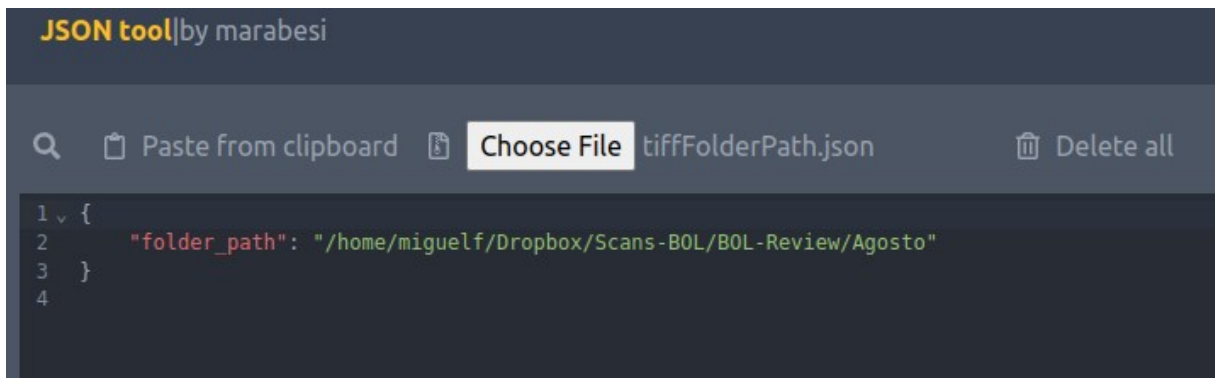 JSON tool|by marabesi
Paste from clipboard Choose File tiffFolderPath.json Delete all
1 {
2 "folder_path": "/home/miguelf/Dropbox/Scans-BOL/BOL-Review/Agosto"
3 }
4